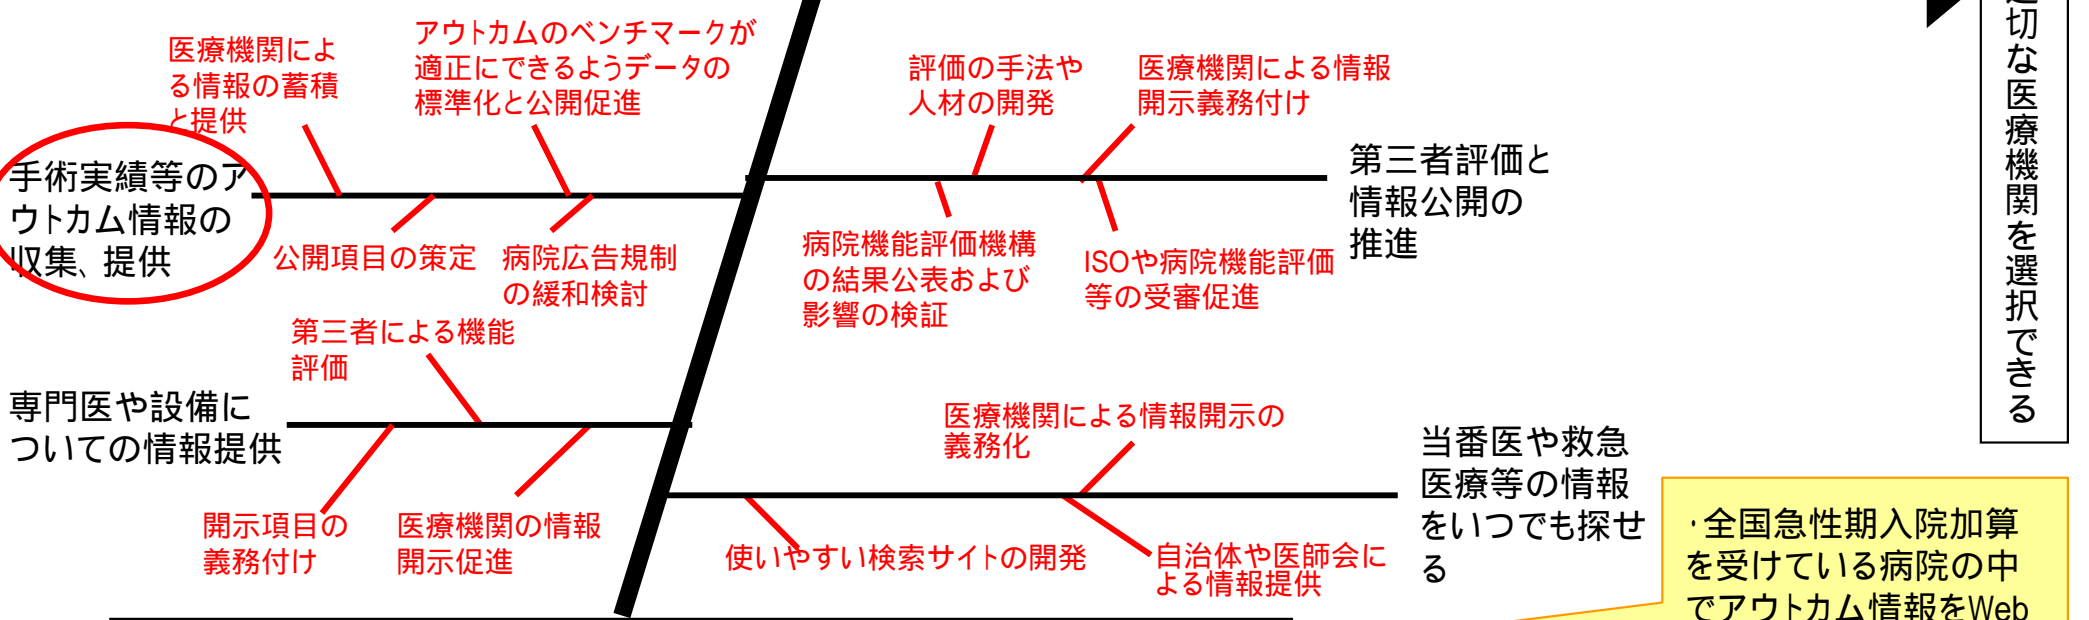 医療機関によ
る情報の蓄積
と提供
アウトカムのベンチマークが
適正にできるようデータの
標準化と公開促進
手術実績等のア
ウトカム情報の
収集、提供
公開項目の策定
病院広告規制
の緩和検討
評価の手法や
人材の開発
医療機関による情報
開示義務付け
第三者評価と
情報公開の
推進
病院機能評価機構
の結果公表および
影響の検証
ISOや病院機能評価
等の受審促進
第三者による機能
評価
専門医や設備に
ついての情報提供
開示項目の
義務付け
医療機関の情報
開示促進
医療機関による情報開示の
義務化
当番医や救急
医療等の情報
をいつでも探せ
る
使いやすい検索サイトの開発
自治体や医師会に
よる情報提供
切な医療機関を選択できる
・全国急性期入院加算
を受けている病院の中
でアウトカム情報をWeb